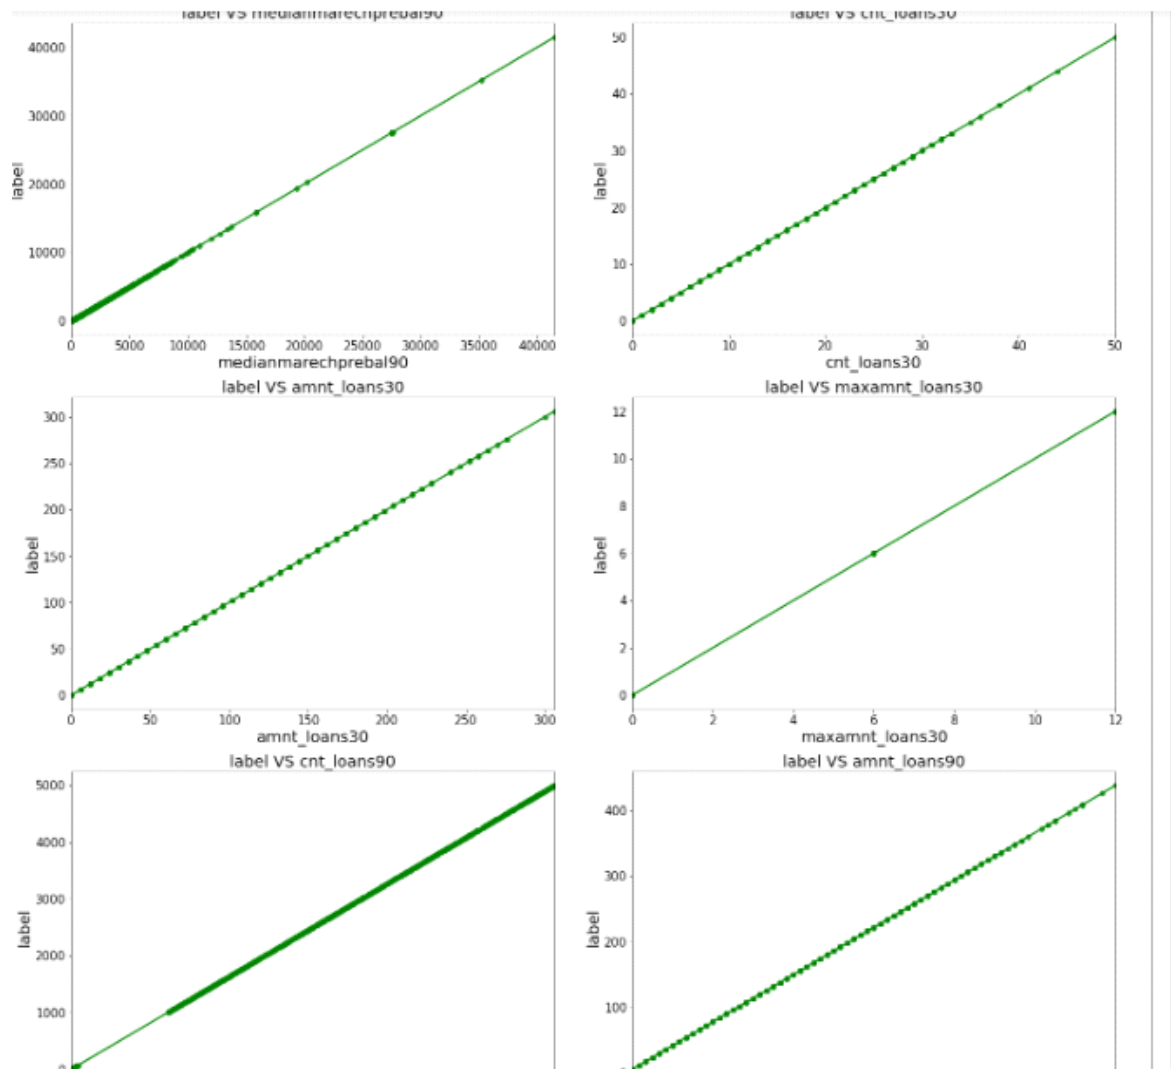 label VS medianmarechprebal90
40000
30000
20000
10000
0
label
0 5000 10000 15000 20000 25000 30000 35000 40000
medianmarechprebal90
label VS cnt_loans30
50
40
30
20
10
0
label
0 10 20 30 40 50
cnt_loans30
label VS amnt_loans30
300
250
200
150
100
50
0
label
0 50 100 150 200 250 300
amnt_loans30
label VS maxamnt_loans30
12
10
8
6
4
2
0
label
0 2 4 6 8 10 12
maxamnt_loans30
label VS cnt_loans90
5000
4000
3000
2000
1000
0
label
label VS amnt_loans90
400
300
200
100
label